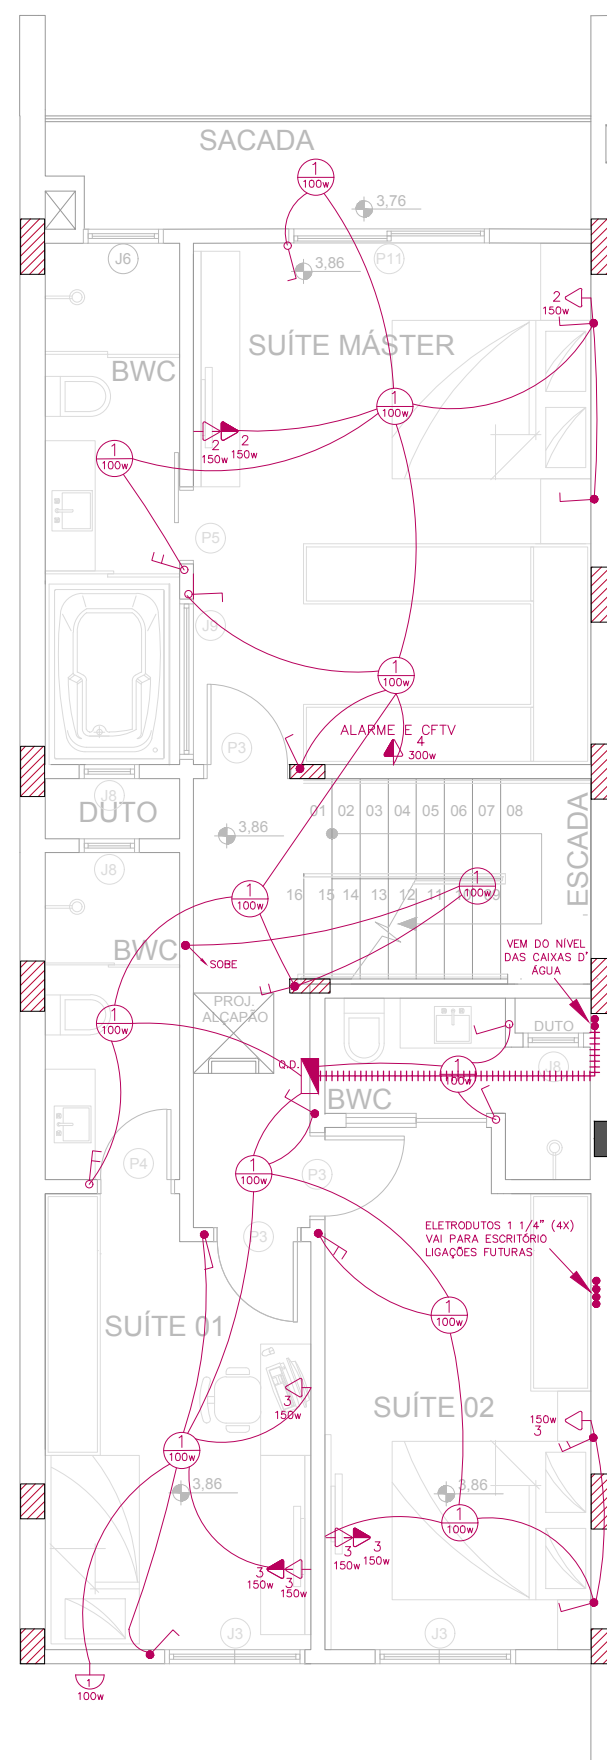 SACADA
1
100w
3,76
J6
3,86
P11
2
150w
SUÍTE MÁSTER
BWC
1
100w
2
150w
2
150w
1
100w
P5
J9
1
100w
ALARME E CFTV
4
300w
P3
J8
DUTO
01 02 03 04 05 06 07 08
3,86
ESCADA
J8
16 15 14 13 12 11
1
100w
1
100w
BWC
SOBE
VEM DO NÍVEL
DAS CAIXAS D'
ÁGUA
PROJ.
ALÇAPÃO
1
100w
DUTO
Q.D.
1
100w
J8
BWC
P4
1
100w
P3
P3
ELETRODUTOS 1 1/4" (4X)
VAI PARA ESCRITÓRIO
LIGAÇÕES FUTURAS
1
100w
SUÍTE 01
3
150w
SUÍTE 02
150w
3
1
100w
3,86
3,86
1
100w
3
150w
3
150w
3
150w
3
150w
J3
J3
1
100w